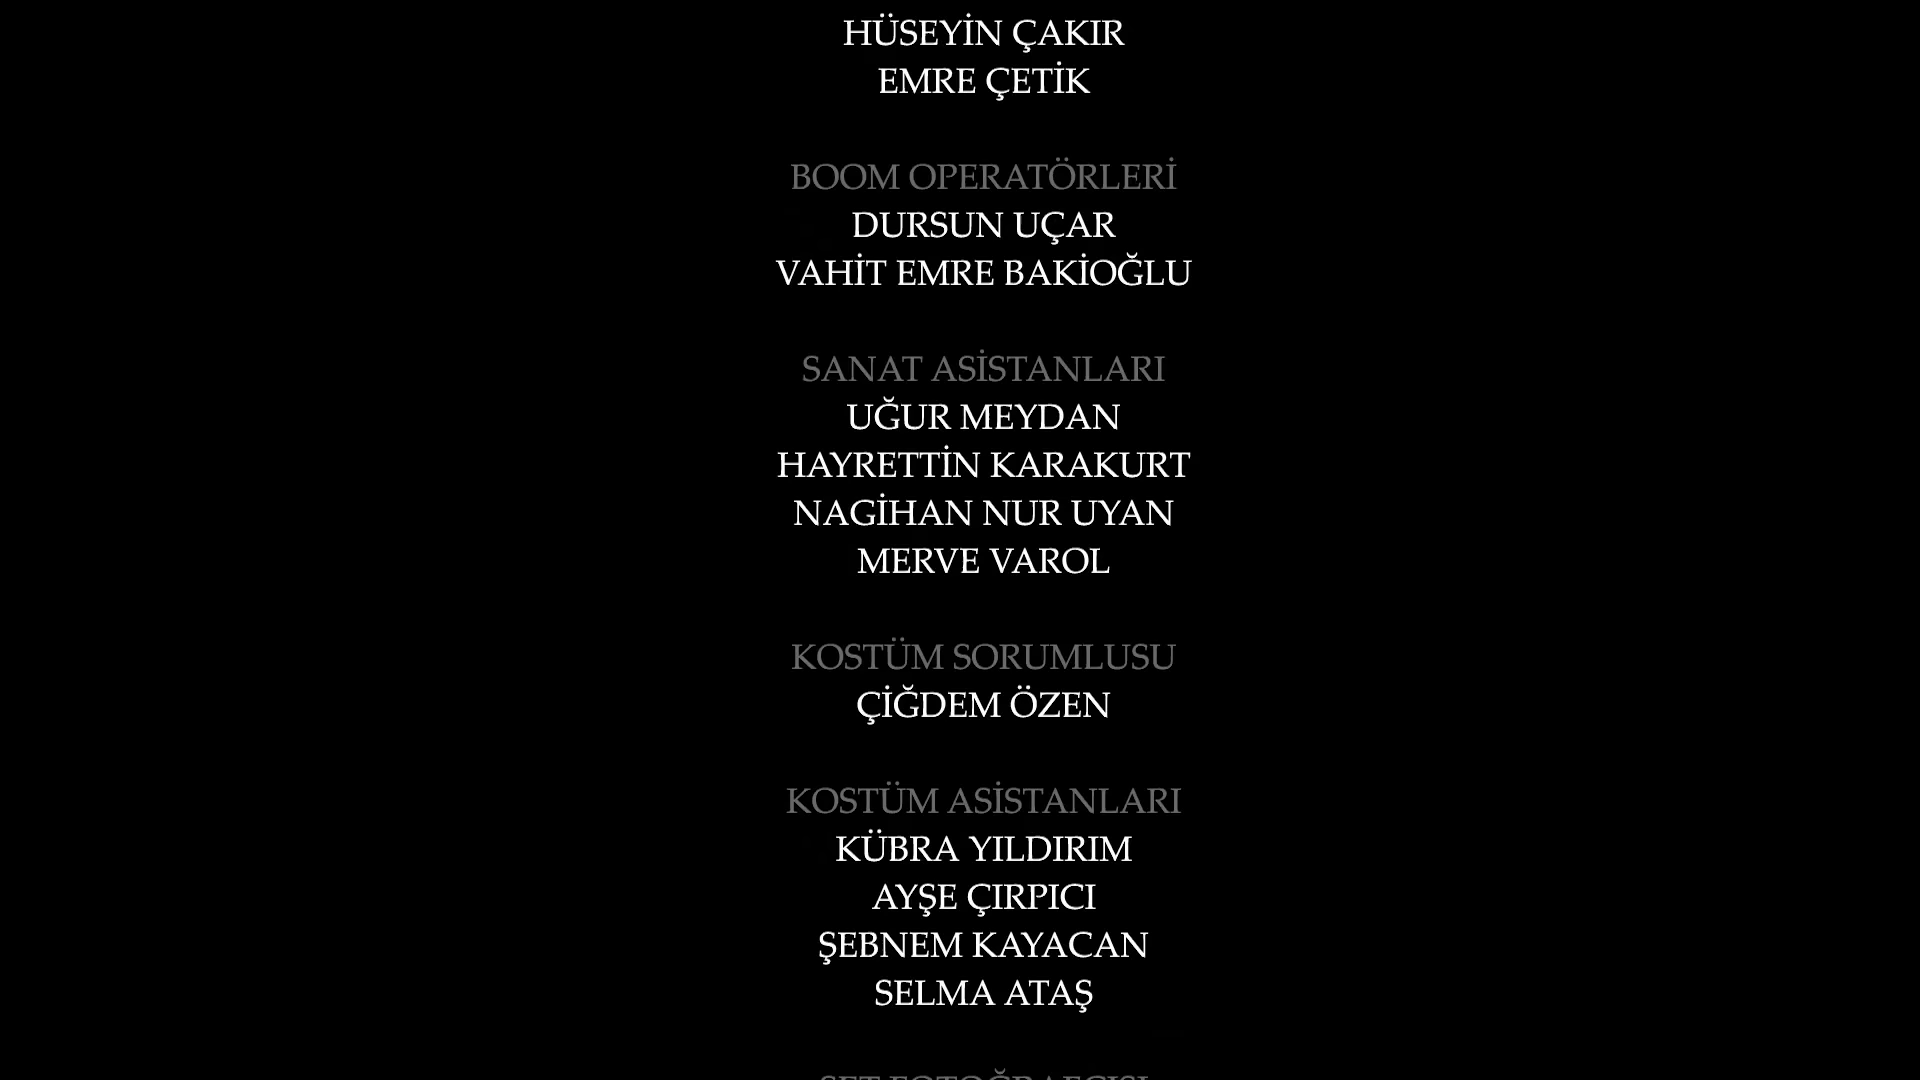 HÜSEYİN ÇAKIR
EMRE ÇETİK
BOOM OPERATÖRLERİ
DURSUN UÇAR
VAHİT EMRE BAKİOĞLU
SANAT ASİSTANLARI
UĞUR MEYDAN
HAYRETTİN KARAKURT
NAGİHAN NUR UYAN
MERVE VAROL
KOSTÜM SORUMLUSU
ÇİĞDEM ÖZEN
KOSTÜM ASİSTANLARI
KÜBRA YILDIRIM
AYŞE ÇIRPICI
ŞEBNEM KAYACAN
SELMA ATAŞ
SET FOTOĞRAFÇISI